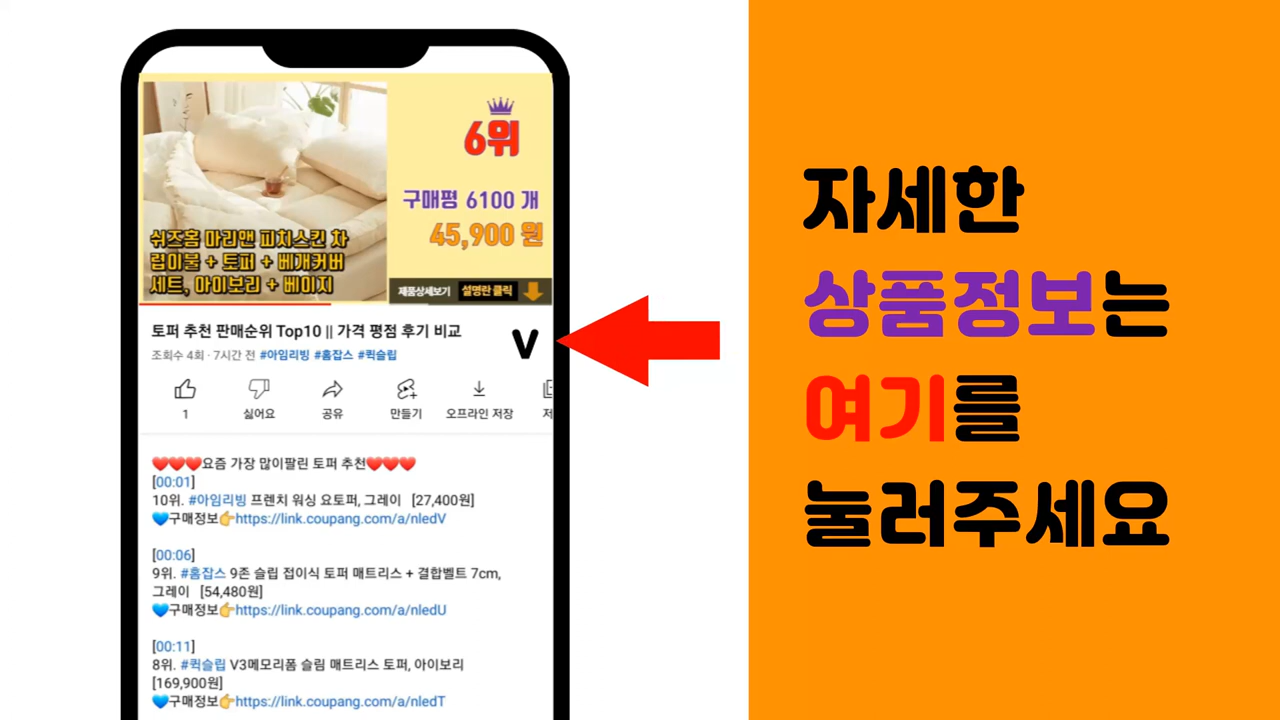 6위
구매평 6100 개
45,900 원
쉬즈홈 마리앤 피치스킨 차
렵이불 + 토퍼 + 베개커버
세트, 아이보리 + 베이지
제품상세보기 설명란 클릭
토퍼 추천 판매순위 Top10 || 가격 평점 후기 비교
V
조회수 4회 · 7시간 전 #아임리빙 #홈잡스 #퀵슬립
1 싫어요 공유 만들기 오프라인 저장 저
❤️❤️❤️요즘 가장 많이팔린 토퍼 추천❤️❤️❤️
[00:01]
10위. #아임리빙 프렌치 워싱 요토퍼, 그레이 [27,400원]
💙구매정보👉https://link.coupang.com/a/nledV
[00:06]
9위. #홈잡스 9존 슬립 접이식 토퍼 매트리스 + 결합벨트 7cm,
그레이 [54,480원]
💙구매정보👉https://link.coupang.com/a/nledU
[00:11]
8위. #퀵슬립 V3메모리폼 슬림 매트리스 토퍼, 아이보리
[169,900원]
💙구매정보👉https://link.coupang.com/a/nledT
자세한
상품정보는
여기를
눌러주세요